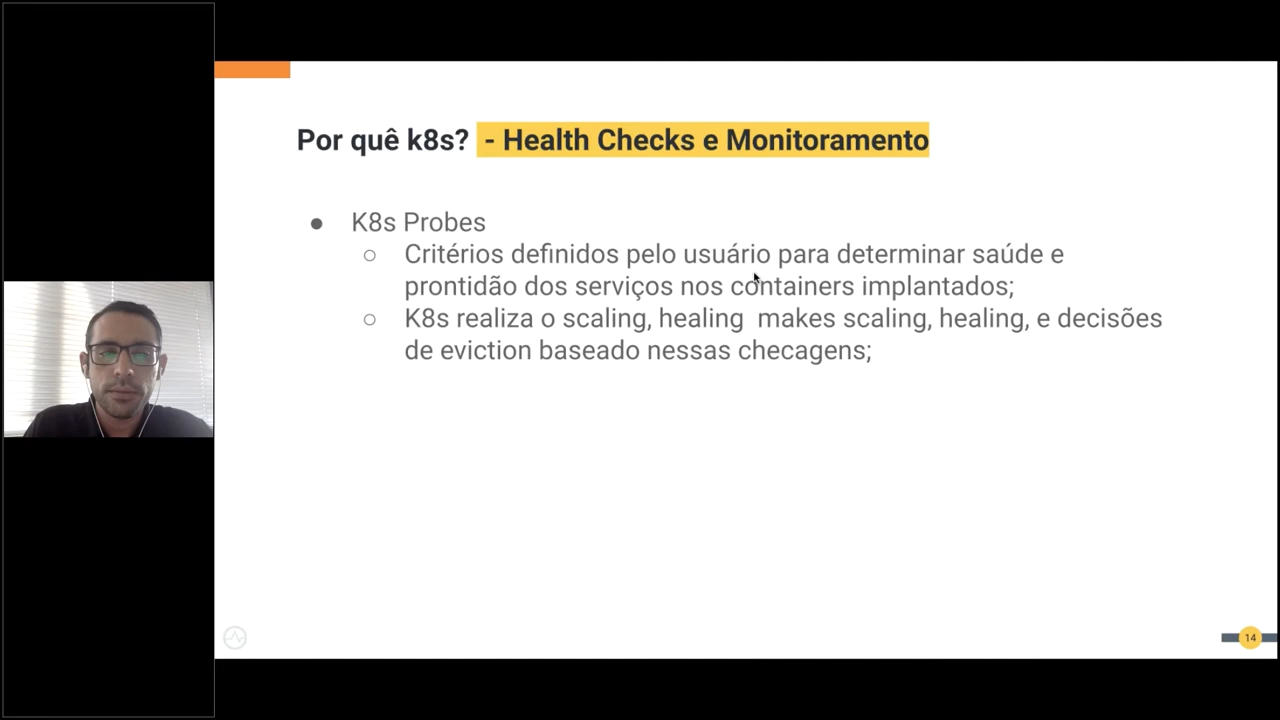 Por quê k8s? - Health Checks e Monitoramento
● K8s Probes
○ Critérios definidos pelo usuário para determinar saúde e
prontidão dos serviços nos containers implantados;
○ K8s realiza o scaling, healing  makes scaling, healing, e decisões
de eviction baseado nessas checagens;
14